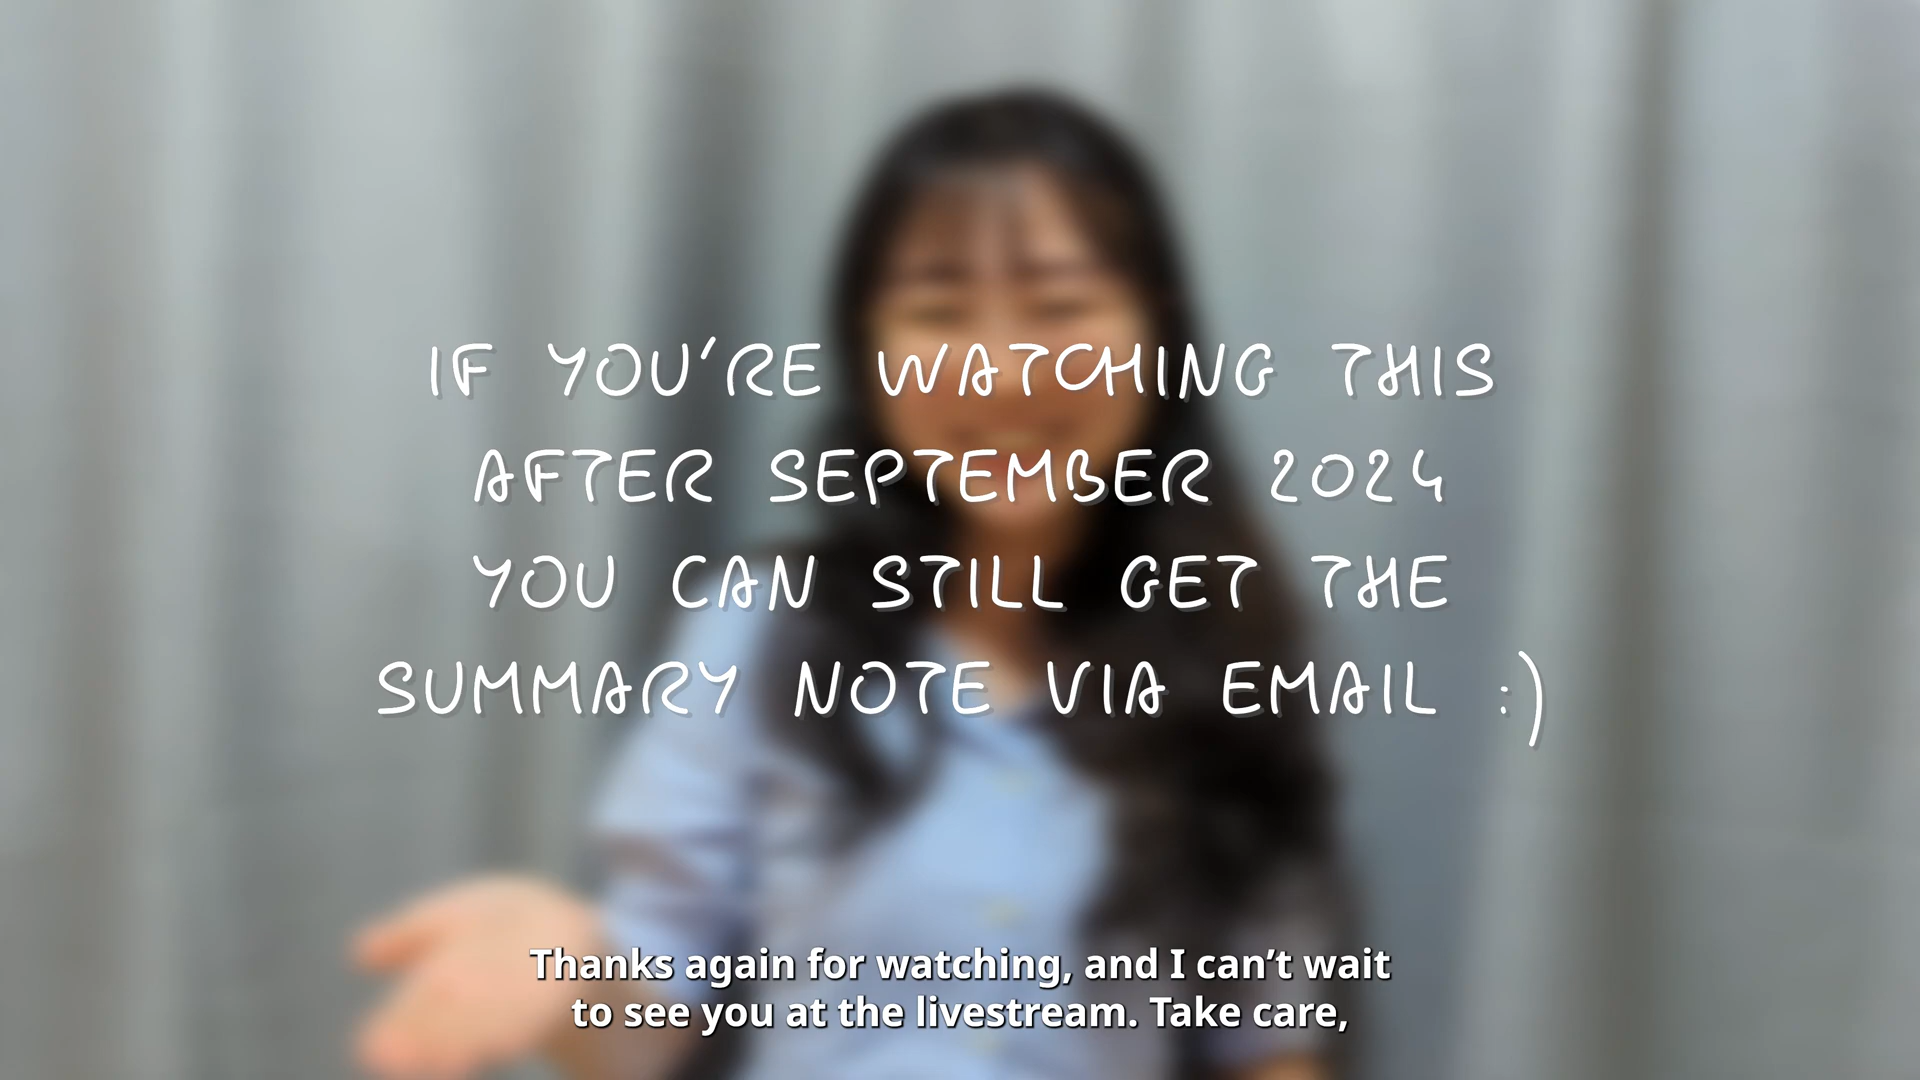 IF YOU'RE WATCHING THIS
AFTER SEPTEMBER 2024
YOU CAN STILL GET THE
SUMMARY NOTE VIA EMAIL :)
Thanks again for watching, and I can't wait
to see you at the livestream. Take care,